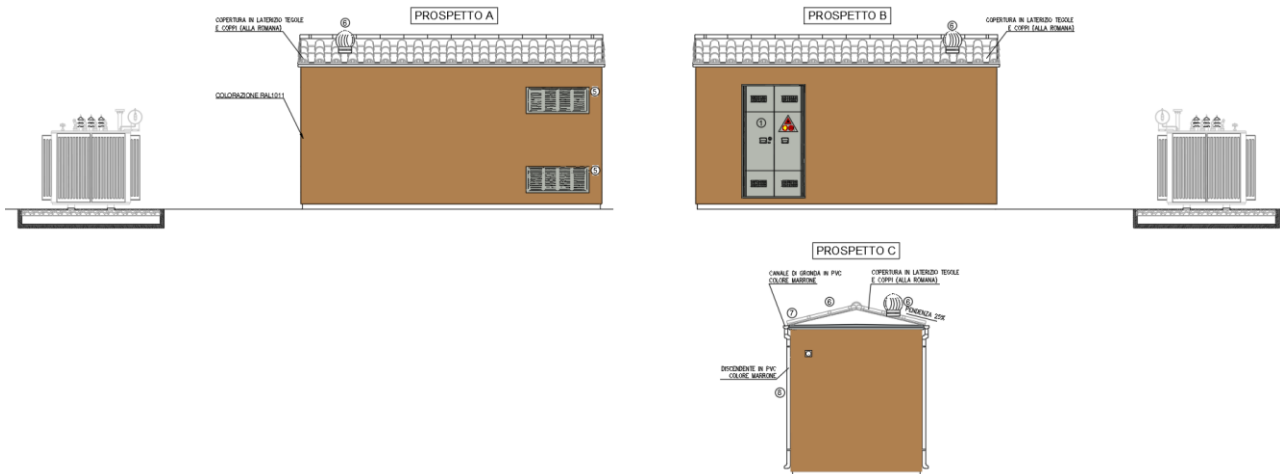 PROSPETTO A
COPERTURA IN LATERIZIO TEGOLE
E COPPI (ALLA ROMANA)
6
COLORAZIONE RAL1011
5
5
PROSPETTO B
6
COPERTURA IN LATERIZIO TEGOLE
E COPPI (ALLA ROMANA)
1
PROSPETTO C
CANALE DI GRONDA IN PVC
COLORE MARRONE
COPERTURA IN LATERIZIO TEGOLE
E COPPI (ALLA ROMANA)
7
6
6
PENDENZA 25%
DISCENDENTE IN PVC
COLORE MARRONE
8